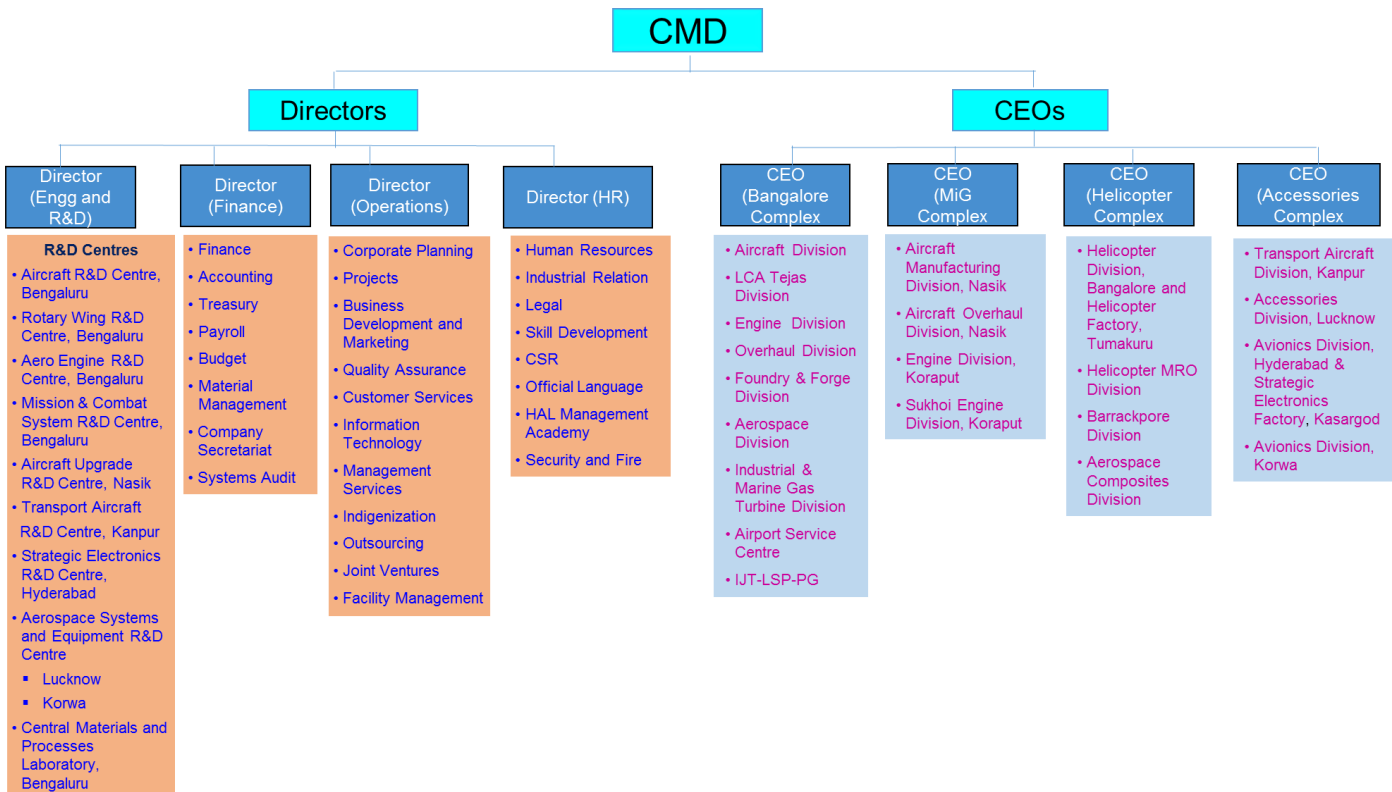 CMD
Directors
CEOs
Director
(Engg and
R&D)
Director
(Finance)
Director
(Operations)
Director (HR)
CEO
(Bangalore
Complex
CEO
(MiG
Complex
CEO
(Helicopter
Complex
CEO
(Accessories
Complex
R&D Centres
• Aircraft R&D Centre,
Bengaluru
• Rotary Wing R&D
Centre, Bengaluru
• Aero Engine R&D
Centre, Bengaluru
• Mission & Combat
System R&D Centre,
Bengaluru
• Aircraft Upgrade
R&D Centre, Nasik
• Transport Aircraft
R&D Centre, Kanpur
• Strategic Electronics
R&D Centre,
Hyderabad
• Aerospace Systems
and Equipment R&D
Centre
▪ Lucknow
▪ Korwa
• Central Materials and
Processes
Laboratory,
Bengaluru
• Finance
• Accounting
• Treasury
• Payroll
• Budget
• Material
Management
• Company
Secretariat
• Systems Audit
• Corporate Planning
• Projects
• Business
Development and
Marketing
• Quality Assurance
• Customer Services
• Information
Technology
• Management
Services
• Indigenization
• Outsourcing
• Joint Ventures
• Facility Management
• Human Resources
• Industrial Relation
• Legal
• Skill Development
• CSR
• Official Language
• HAL Management
Academy
• Security and Fire
• Aircraft Division
• LCA Tejas
Division
• Engine Division
• Overhaul Division
• Foundry & Forge
Division
• Aerospace
Division
• Industrial &
Marine Gas
Turbine Division
• Airport Service
Centre
• IJT-LSP-PG
• Aircraft
Manufacturing
Division, Nasik
• Aircraft Overhaul
Division, Nasik
• Engine Division,
Koraput
• Sukhoi Engine
Division, Koraput
• Helicopter
Division,
Bangalore and
Helicopter
Factory,
Tumakuru
• Helicopter MRO
Division
• Barrackpore
Division
• Aerospace
Composites
Division
• Transport Aircraft
Division, Kanpur
• Accessories
Division, Lucknow
• Avionics Division,
Hyderabad &
Strategic
Electronics
Factory, Kasargod
• Avionics Division,
Korwa